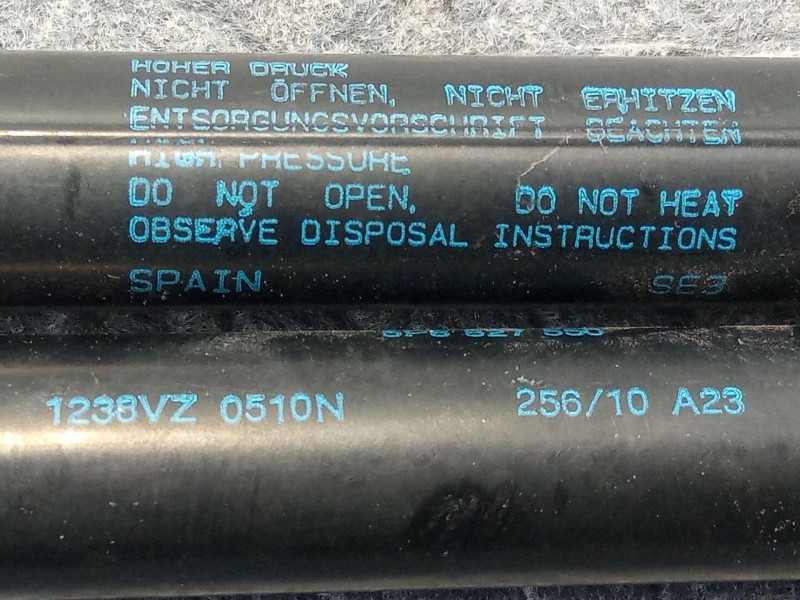 HOHER DRUCK
NICHT ÖFFNEN, NICHT ERHITZEN
ENTSORGUNGSVORSCHRIFT BEACHTEN
HIGH PRESSURE
DO NOT OPEN. DO NOT HEAT
OBSERVE DISPOSAL INSTRUCTIONS
SPAIN SE3
827
1238VZ 0510N 256/10 A23